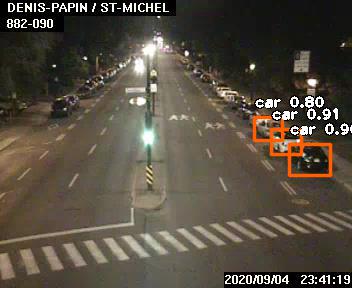 DENIS-PAPIN / ST-MICHEL
882-090
car 0.80
car 0.91
car 0.90
2020/09/04 23:41:19